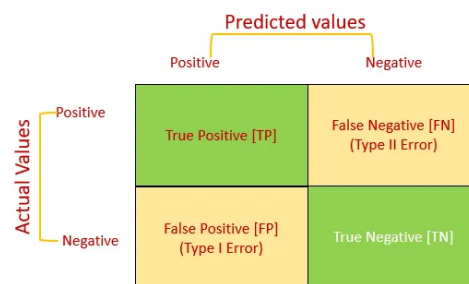 Predicted values
Positive
Negative
Actual Values
Positive
True Positive [TP]
False Negative [FN]
(Type II Error)
Negative
False Positive [FP]
(Type I Error)
True Negative [TN]